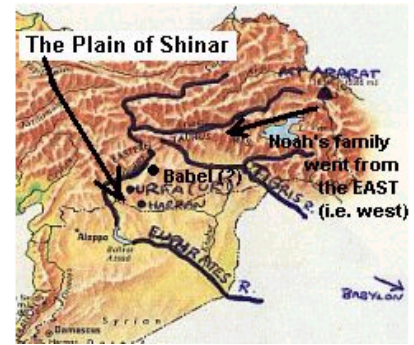 The Plain of Shinar
MT ARARAT
Noah's family
went from
the EAST
(i.e. west)
Babel (?)
TIGRIS R.
URFA (UR)
HARRAN
Aleppo
EUPHRATES
R.
BABYLON
Syrian
Damascus